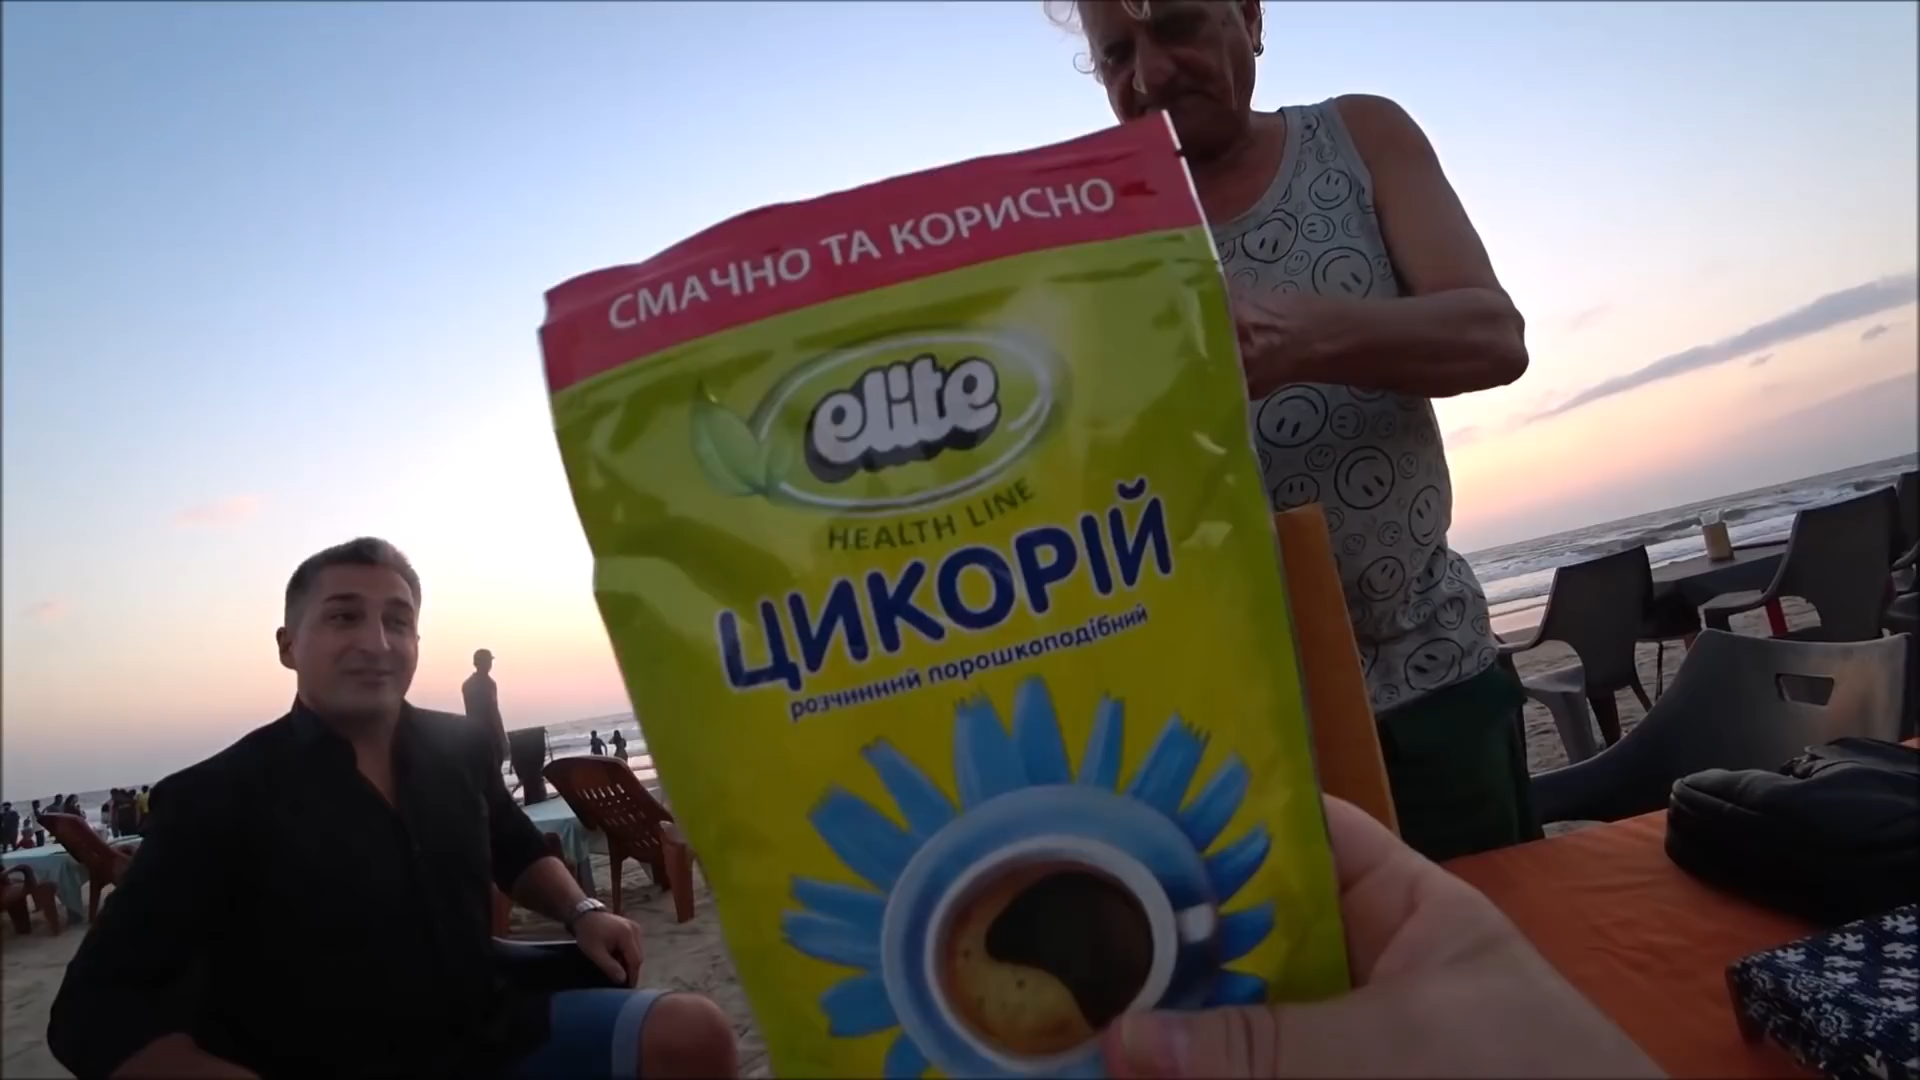 СМАЧНО ТА КОРИСНО
elite
HEALTH LINE
ЦИКОРІЙ
розчинний порошкоподібний